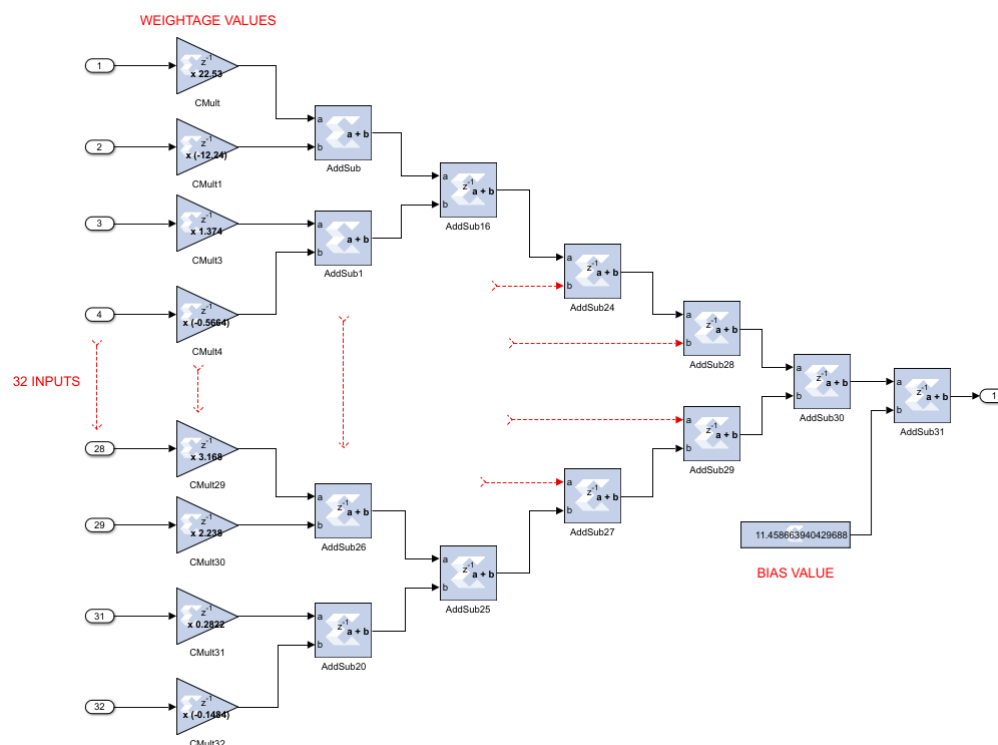 WEIGHTAGE VALUES
1
z-1
x 22.53
CMult
2
z-1
x (-12.24)
CMult1
a
b
a + b
AddSub
3
z-1
x 1.374
CMult3
a
b
a + b
AddSub1
a
b
z-1
a + b
AddSub16
4
z-1
x (-0.5664)
CMult4
a
b
z-1
a + b
AddSub24
a
b
z-1
a + b
AddSub28
32 INPUTS
a
b
z-1
a + b
AddSub30
a
b
z-1
a + b
AddSub31
1
28
z-1
x 3.168
CMult29
a
b
z-1
a + b
AddSub29
29
z-1
x 2.238
CMult30
a
b
z-1
a + b
AddSub26
a
b
z-1
a + b
AddSub27
11.458663940429688
BIAS VALUE
a
b
z-1
a + b
AddSub25
31
z-1
x 0.2822
CMult31
a
b
z-1
a + b
AddSub20
32
z-1
x (-0.1484)
CMult32